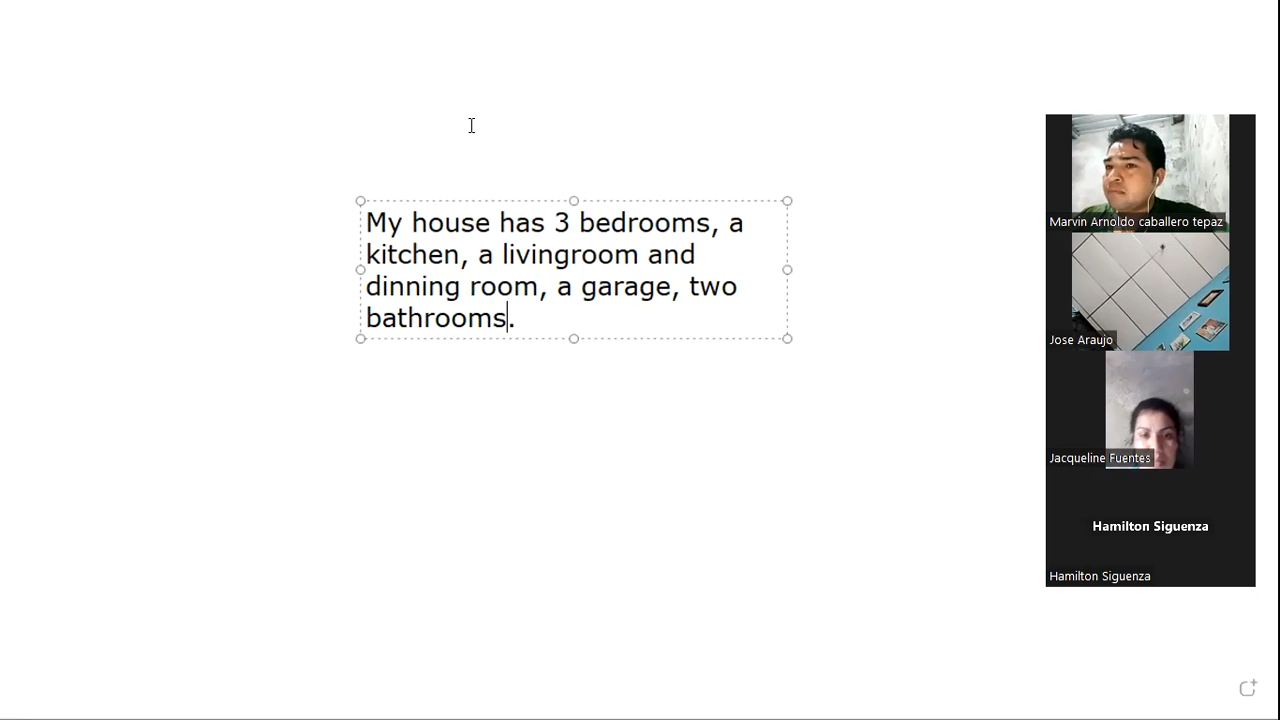 My house has 3 bedrooms, a
kitchen, a livingroom and
dinning room, a garage, two
bathrooms.
Marvin Arnoldo caballero tepaz
Jose Araujo
Jacqueline Fuentes
Hamilton Siguenza
Hamilton Siguenza